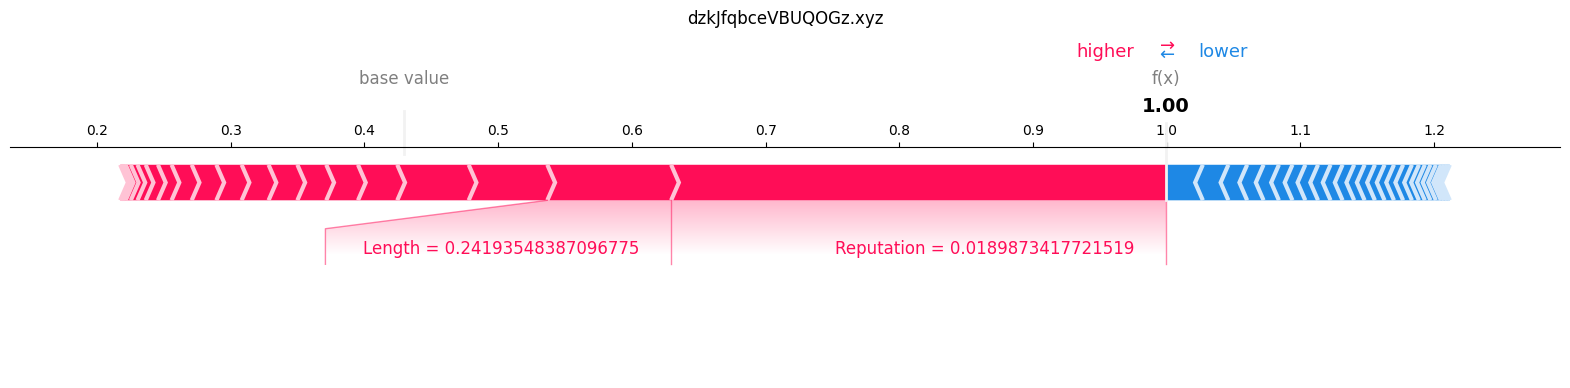 dzkJfqbceVBUQOGz.xyz
higher ⇄ lower
base value f(x)
1.00
0.2 0.3 0.4 0.5 0.6 0.7 0.8 0.9 1.0 1.1 1.2
Length = 0.24193548387096775 Reputation = 0.0189873417721519